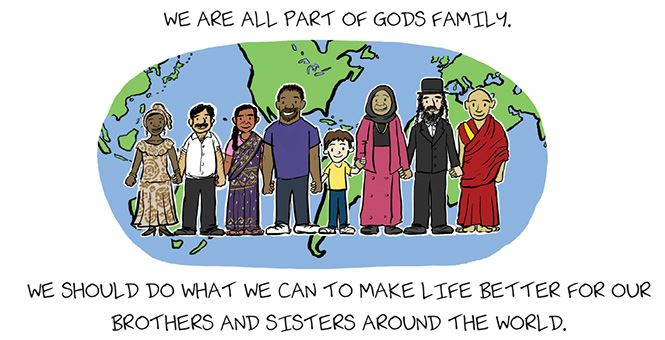 WE ARE ALL PART OF GODS FAMILY.
WE SHOULD DO WHAT WE CAN TO MAKE LIFE BETTER FOR OUR
BROTHERS AND SISTERS AROUND THE WORLD.